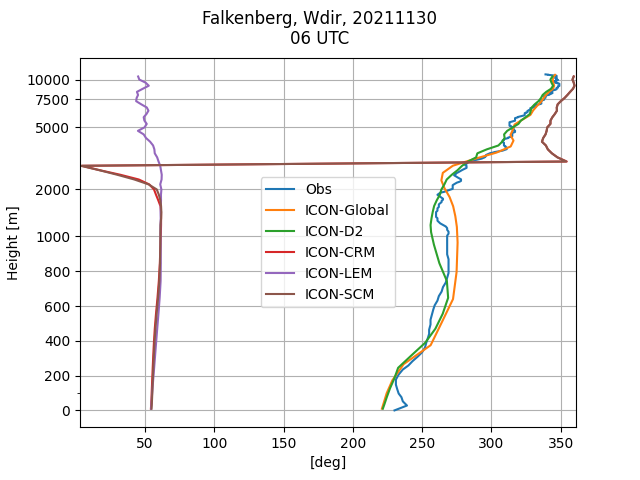 Falkenberg, Wdir, 20211130
06 UTC
10000
7500
5000
2000
1000
800
600
400
200
0
Height [m]
Obs
ICON-Global
ICON-D2
ICON-CRM
ICON-LEM
ICON-SCM
50 100 150 200 250 300 350
[deg]